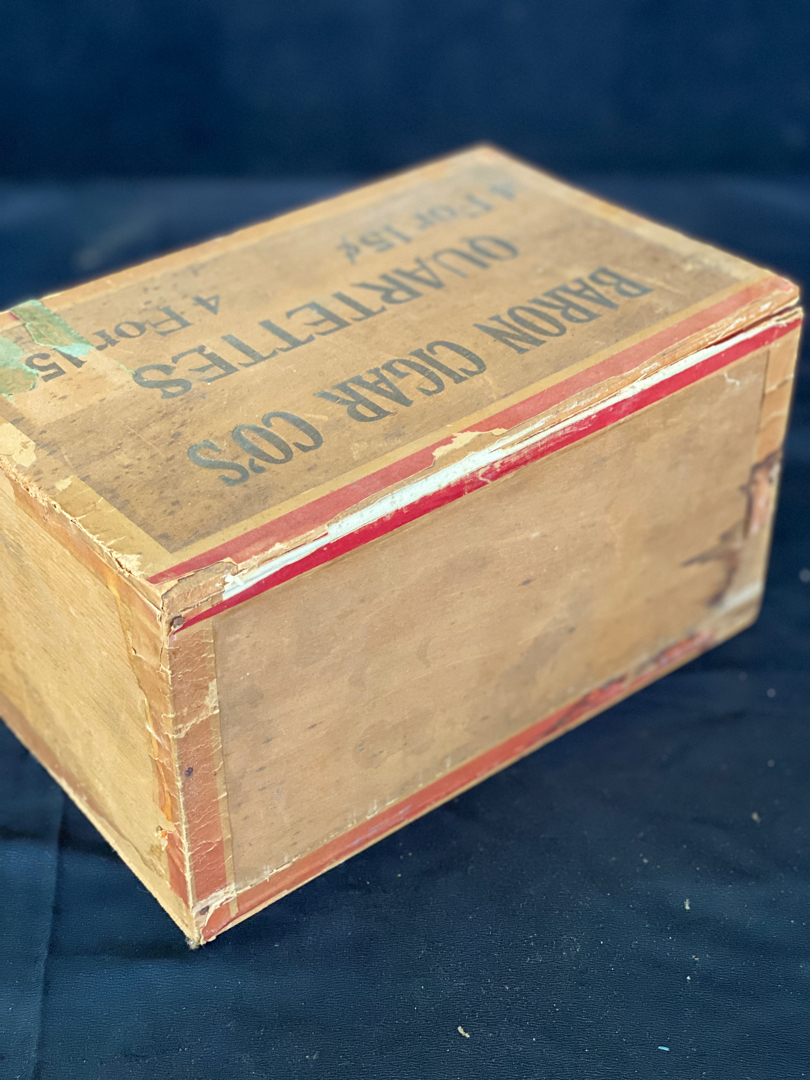 BARON CIGAR CO'S
QUARTETTES
4 For 15¢ 4 For 15